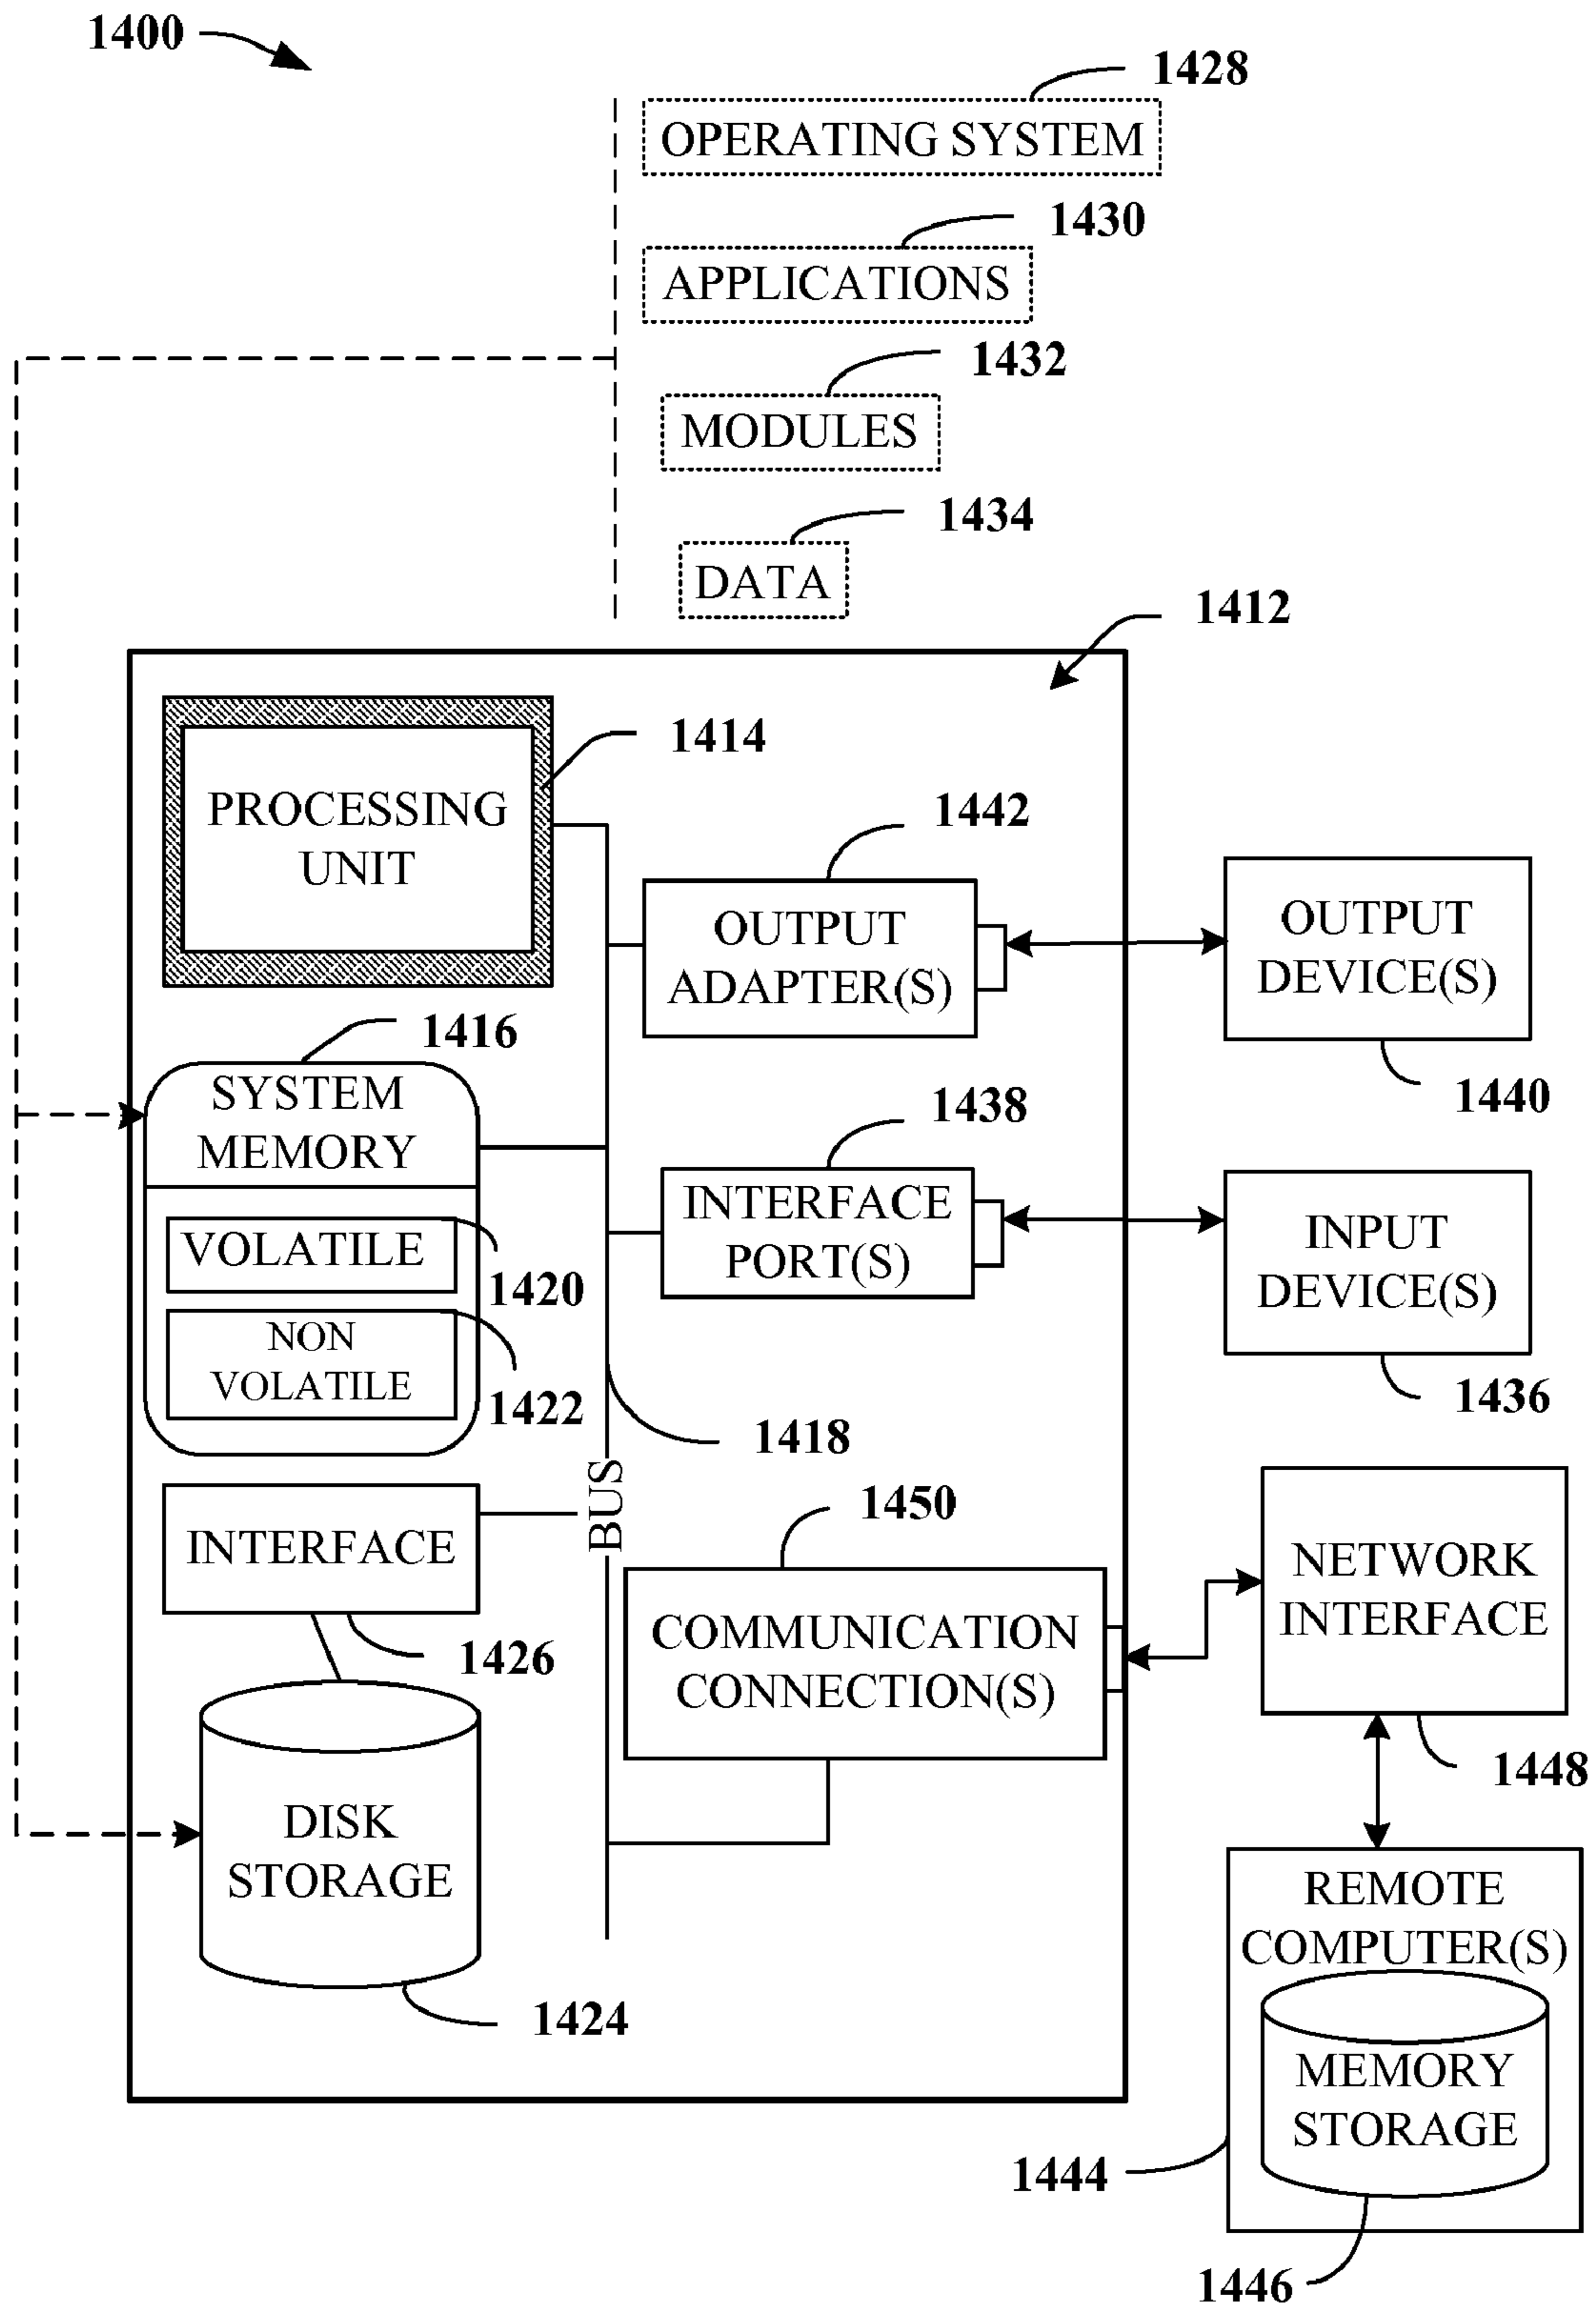 1400
1428
OPERATING SYSTEM
1430
APPLICATIONS
1432
MODULES
1434
DATA
1412
1414
PROCESSING
UNIT
1442
OUTPUT
ADAPTER(S)
OUTPUT
DEVICE(S)
1440
1416
SYSTEM
MEMORY
1438
INTERFACE
PORT(S)
INPUT
DEVICE(S)
1436
VOLATILE
1420
NON
VOLATILE
1422
1418
BUS
INTERFACE
1426
1450
COMMUNICATION
CONNECTION(S)
NETWORK
INTERFACE
1448
DISK
STORAGE
1424
REMOTE
COMPUTER(S)
MEMORY
STORAGE
1444
1446